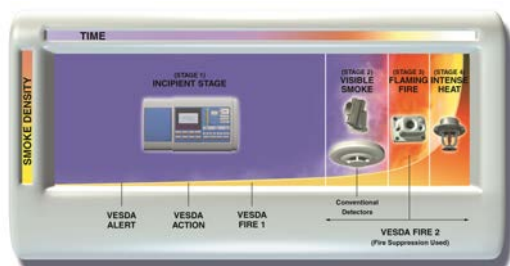 TIME
SMOKE DENSITY
(STAGE 1)
INCIPIENT STAGE
(STAGE 2)
VISIBLE
SMOKE
(STAGE 3)
FLAMING
FIRE
(STAGE 4)
INTENSE
HEAT
VESDA
ALERT
VESDA
ACTION
VESDA
FIRE 1
Conventional
Detectors
VESDA FIRE 2
(Fire Suppression Used)